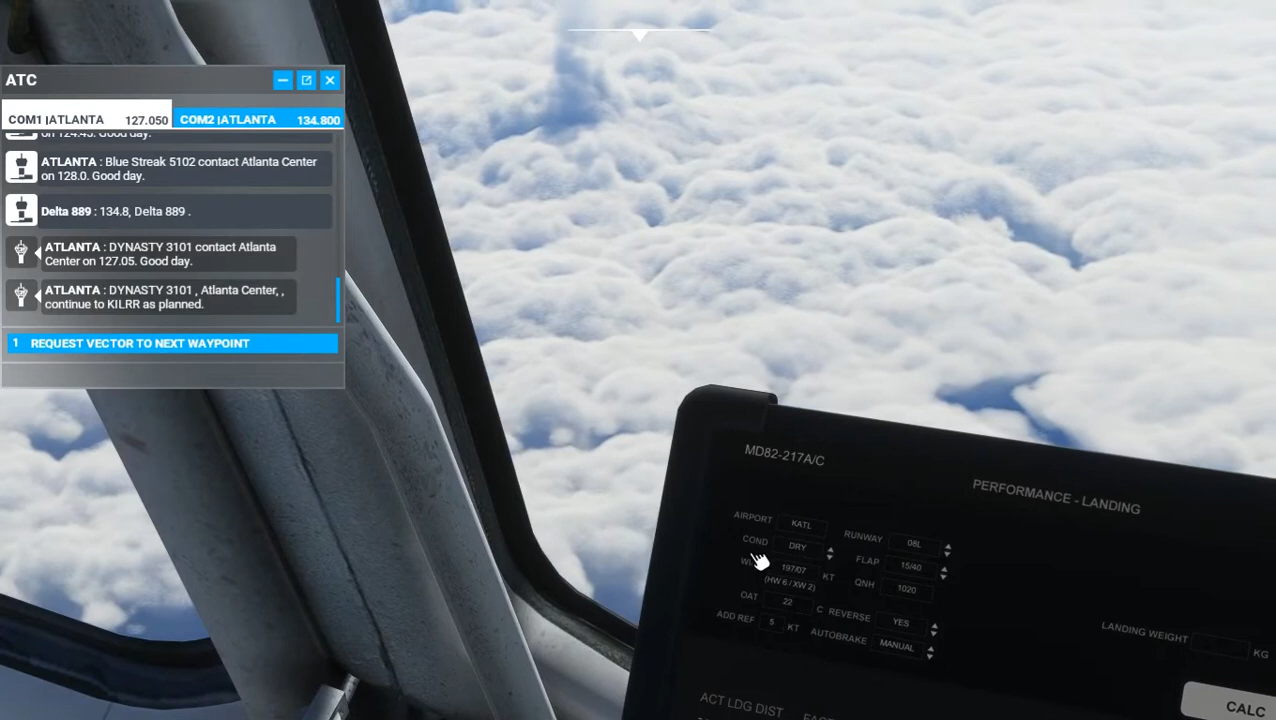 ATC
COM1 |ATLANTA 127.050
COM2 |ATLANTA 134.800
on 124.45. Good day.
ATLANTA : Blue Streak 5102 contact Atlanta
Center on 128.0. Good day.
Delta 889 : 134.8, Delta 889 .
ATLANTA : DYNASTY 3101 contact Atlanta
Center on 127.05. Good day.
ATLANTA : DYNASTY 3101 , Atlanta Center, ,
continue to KILRR as planned.
1 REQUEST VECTOR TO NEXT WAYPOINT
MD82-217A/C
PERFORMANCE - LANDING
AIRPORT KATL RUNWAY 08L
COND DRY FLAP 15/40
197/07 KT QNH 1020
(HW 6 / XW 2)
OAT 22 C REVERSE YES
ADD REF 5 KT AUTOBRAKE MANUAL
LANDING WEIGHT KG
ACT LDG DIST
CALC